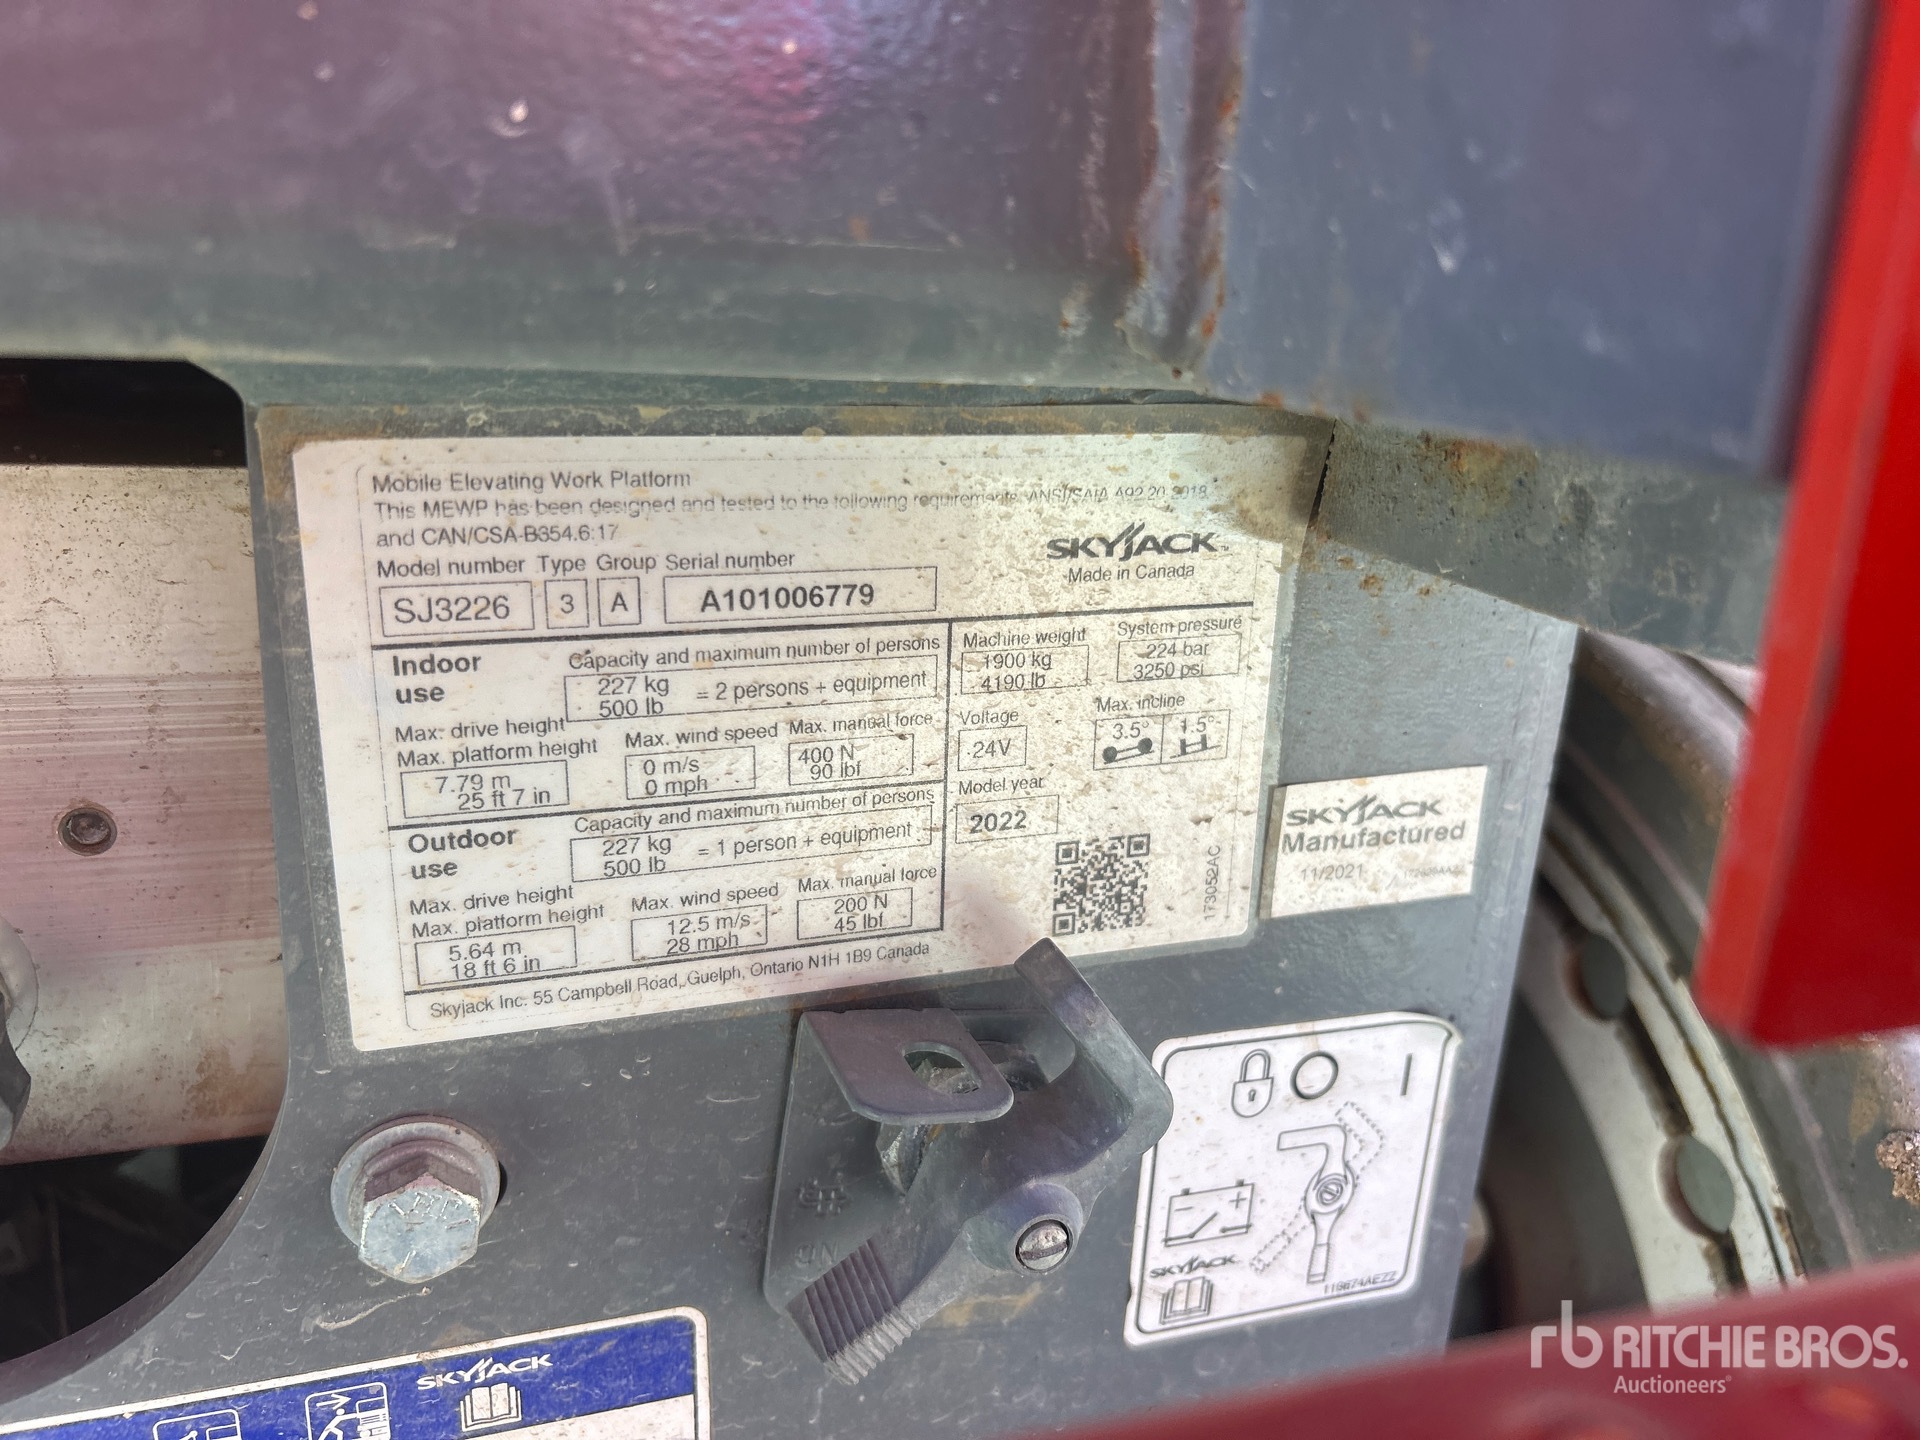 Mobile Elevating Work Platform
This MEWP has been designed and tested to the following requirements: ANSI/SAIA A92.20 2018
and CAN/CSA-B354.6:17
SKYJACK™
Made in Canada
Model number Type Group Serial number
SJ3226 3 A A101006779
Indoor use
Capacity and maximum number of persons
227 kg
500 lb
= 2 persons + equipment
Max. drive height
Max. platform height
7.79 m
25 ft 7 in
Max. wind speed
0 m/s
0 mph
Max. manual force
400 N
90 lbf
Outdoor use
Capacity and maximum number of persons
227 kg
500 lb
= 1 person + equipment
Max. drive height
Max. platform height
5.64 m
18 ft 6 in
Max. wind speed
12.5 m/s
28 mph
Max. manual force
200 N
45 lbf
Machine weight
1900 kg
4190 lb
System pressure
224 bar
3250 psi
Voltage
24V
Max. incline
3.5° 1.5°
Model year
2022
173052AC
Skyjack Inc. 55 Campbell Road, Guelph, Ontario N1H 1B9 Canada
SKYJACK
Manufactured
11/2021
O I
- +
SKYJACK
ON
SKYJACK
rb RITCHIE BROS.
Auctioneers